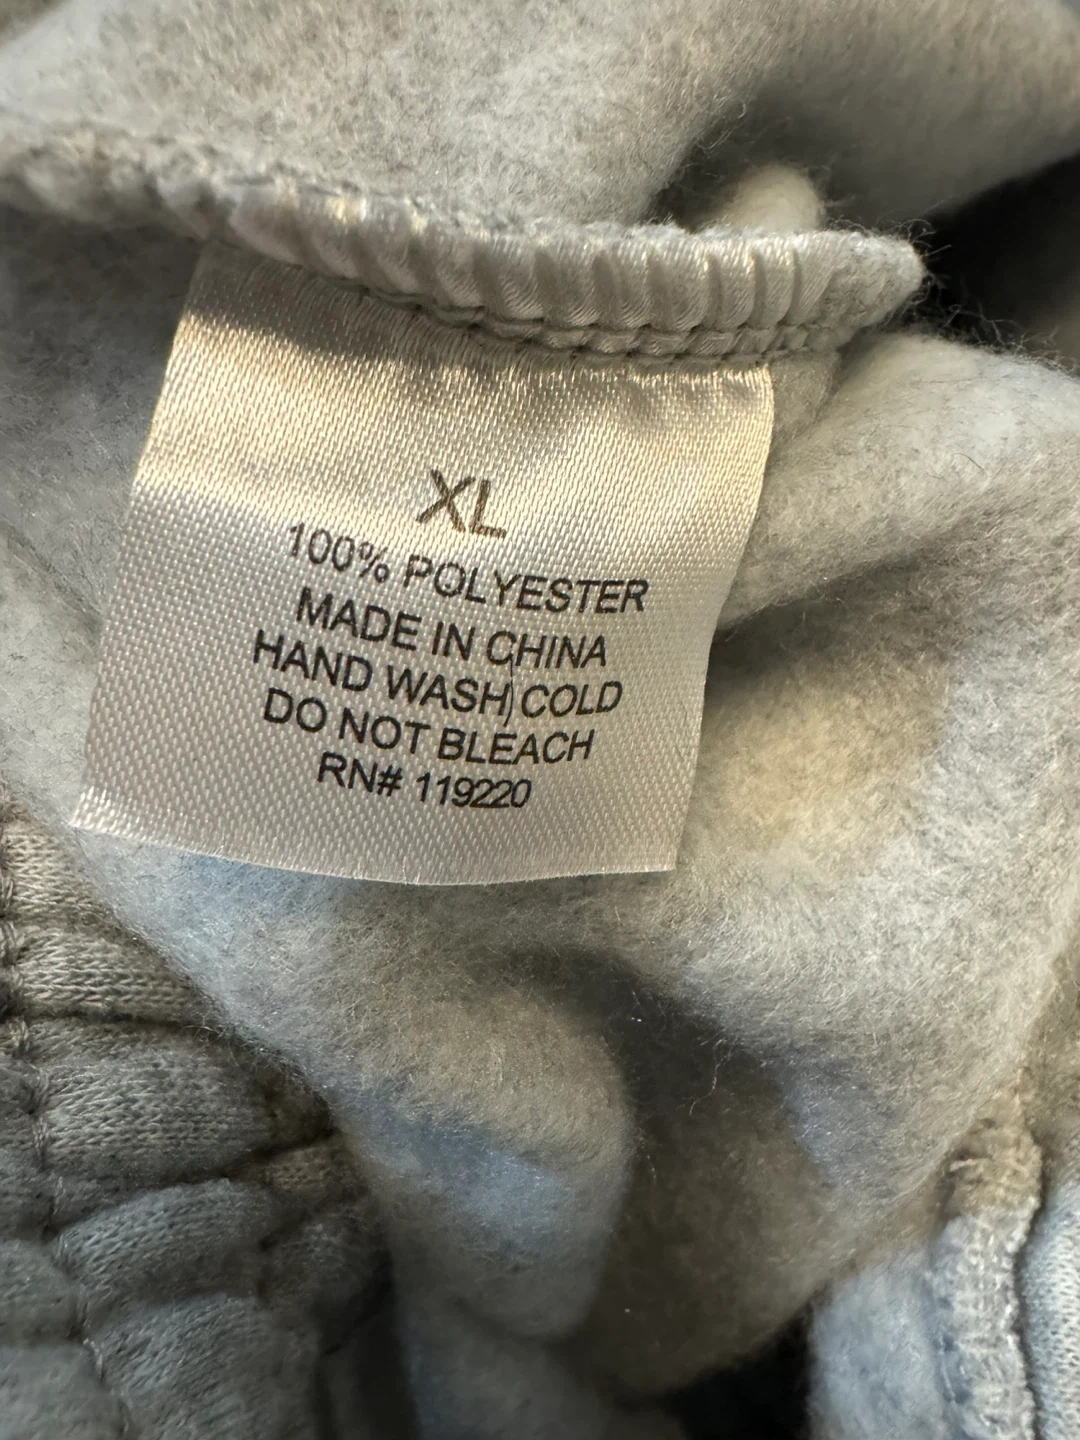 XL
100% POLYESTER
MADE IN CHINA
HAND WASH COLD
DO NOT BLEACH
RN# 119220